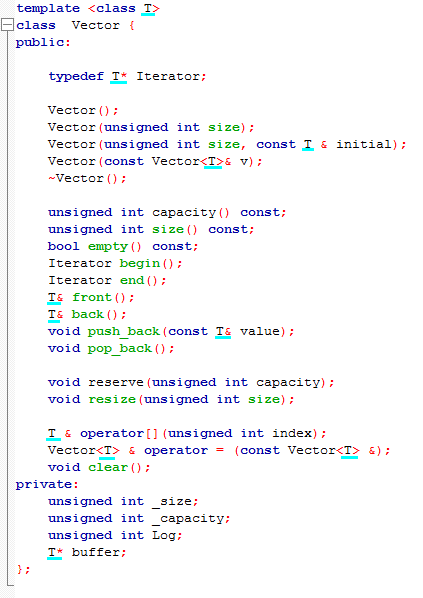 template <class T>
class  Vector {
public:
typedef T* Iterator;
Vector();
Vector(unsigned int size);
Vector(unsigned int size, const T & initial);
Vector(const Vector<T>& v);
~Vector();
unsigned int capacity() const;
unsigned int size() const;
bool empty() const;
Iterator begin();
Iterator end();
T& front();
T& back();
void push_back(const T& value);
void pop_back();
void reserve(unsigned int capacity);
void resize(unsigned int size);
T & operator[](unsigned int index);
Vector<T> & operator = (const Vector<T> &);
void clear();
private:
unsigned int _size;
unsigned int _capacity;
unsigned int Log;
T* buffer;
};